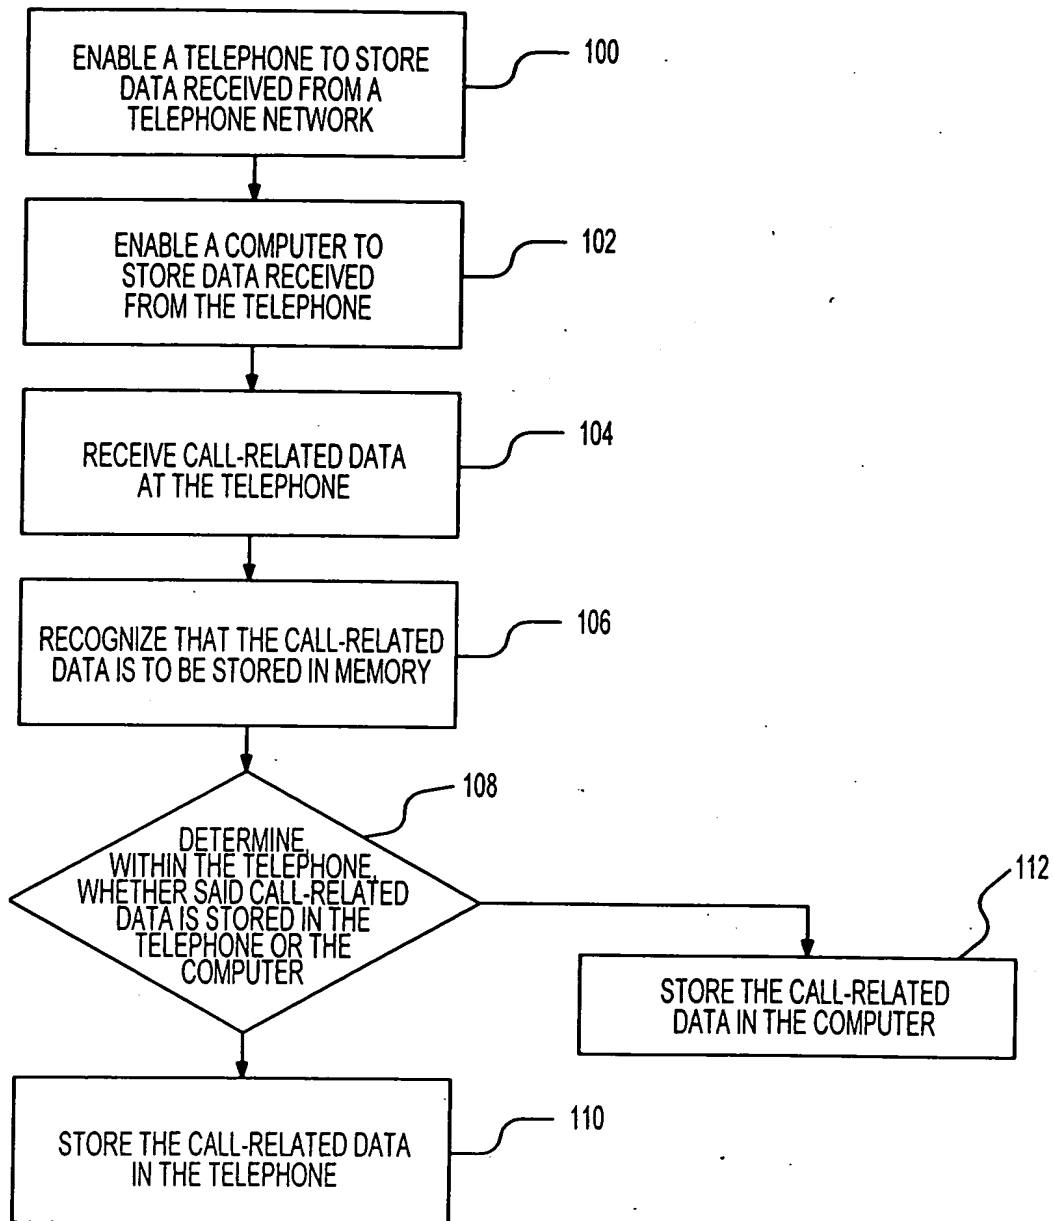 ENABLE A TELEPHONE TO STORE
DATA RECEIVED FROM A
TELEPHONE NETWORK
100
ENABLE A COMPUTER TO
STORE DATA RECEIVED
FROM THE TELEPHONE
102
RECEIVE CALL-RELATED DATA
AT THE TELEPHONE
104
RECOGNIZE THAT THE CALL-RELATED
DATA IS TO BE STORED IN MEMORY
106
108
DETERMINE,
WITHIN THE TELEPHONE,
WHETHER SAID CALL-RELATED
DATA IS STORED IN THE
TELEPHONE OR THE
COMPUTER
112
STORE THE CALL-RELATED
DATA IN THE COMPUTER
110
STORE THE CALL-RELATED DATA
IN THE TELEPHONE